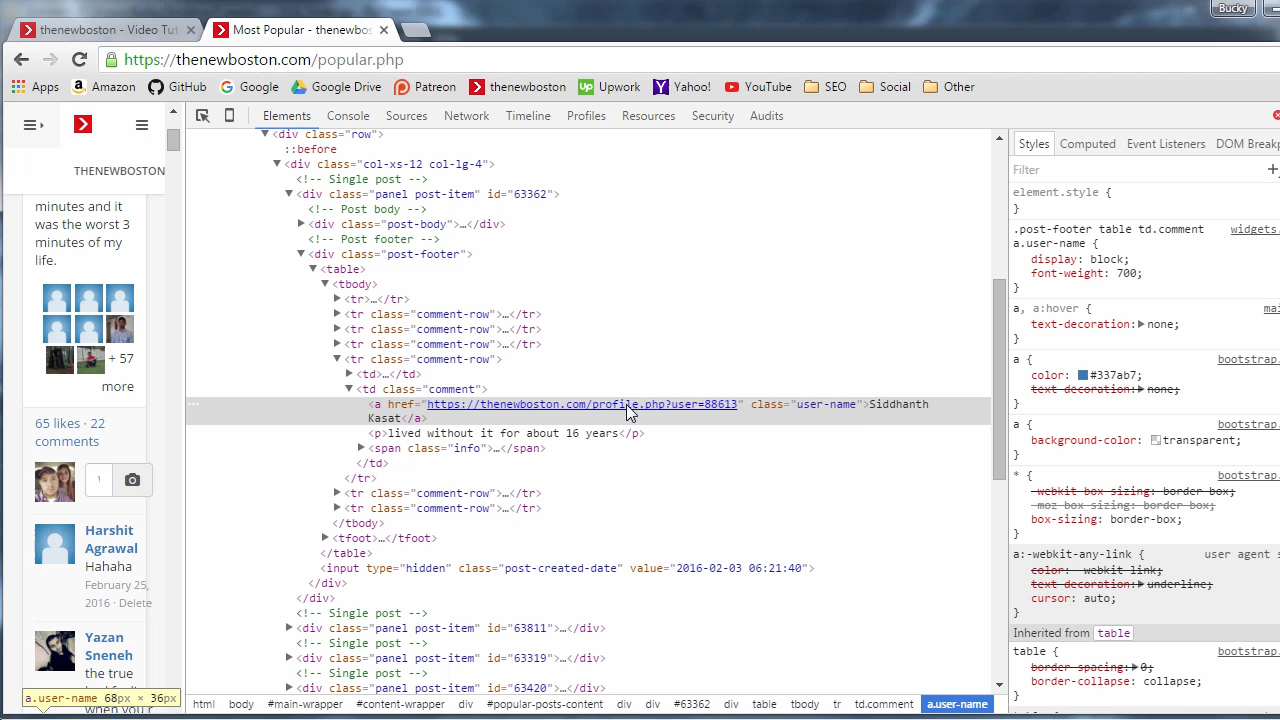 Bucky
thenewboston - Video Tut
Most Popular - thenewbos
https://thenewboston.com/popular.php
Apps Amazon GitHub Google Google Drive Patreon thenewboston Upwork Yahoo! YouTube SEO Social Other
THENEWBOSTON
minutes and it
was the worst 3
minutes of my
life.
+ 57
more
65 likes · 22
comments
Harshit
Agrawal
Hahaha
February 25,
2016 · Delete
Yazan
Sneneh
the true
when you'r
a.user-name 68px × 36px
Elements Console Sources Network Timeline Profiles Resources Security Audits
<div class="row">
::before
<div class="col-xs-12 col-lg-4">
<!-- Single post -->
<div class="panel post-item" id="63362">
<!-- Post body -->
<div class="post-body">…</div>
<!-- Post footer -->
<div class="post-footer">
<table>
<tbody>
<tr>…</tr>
<tr class="comment-row">…</tr>
<tr class="comment-row">…</tr>
<tr class="comment-row">…</tr>
<tr class="comment-row">
<td>…</td>
<td class="comment">
<a href="https://thenewboston.com/profile.php?user=88613" class="user-name">Siddhanth
Kasat</a>
<p>lived without it for about 16 years</p>
<span class="info">…</span>
</td>
</tr>
<tr class="comment-row">…</tr>
<tr class="comment-row">…</tr>
</tbody>
<tfoot>…</tfoot>
</table>
<input type="hidden" class="post-created-date" value="2016-02-03 06:21:40">
</div>
</div>
<!-- Single post -->
<div class="panel post-item" id="63811">…</div>
<!-- Single post -->
<div class="panel post-item" id="63319">…</div>
<!-- Single post -->
<div class="panel post-item" id="63420">…</div>
html body #main-wrapper #content-wrapper div #popular-posts-content div div #63362 div table tbody tr td.comment a.user-name
Styles Computed Event Listeners DOM Breakp
Filter
element.style {
}
.post-footer table td.comment widgets.
a.user-name {
display: block;
font-weight: 700;
}
a, a:hover { mai
text-decoration: none;
}
a { bootstrap.
color: #337ab7;
text-decoration: none;
}
a { bootstrap.
background-color: transparent;
}
* { bootstrap.
-webkit-box-sizing: border-box;
-moz-box-sizing: border-box;
box-sizing: border-box;
}
a:-webkit-any-link { user agent s
color: -webkit-link;
text-decoration: underline;
cursor: auto;
}
Inherited from table
table { bootstrap.
border-spacing: 0;
border-collapse: collapse;
}